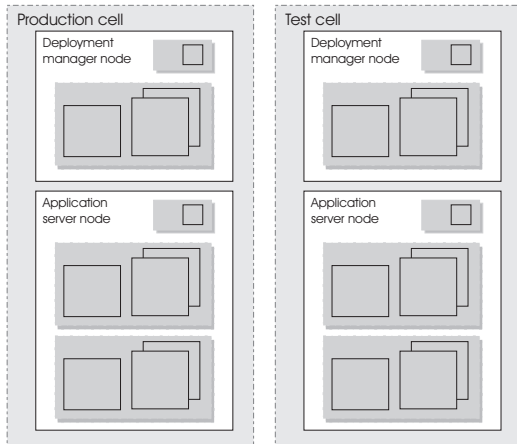 Production cell
Deployment
manager node
Application
server node
Test cell
Deployment
manager node
Application
server node